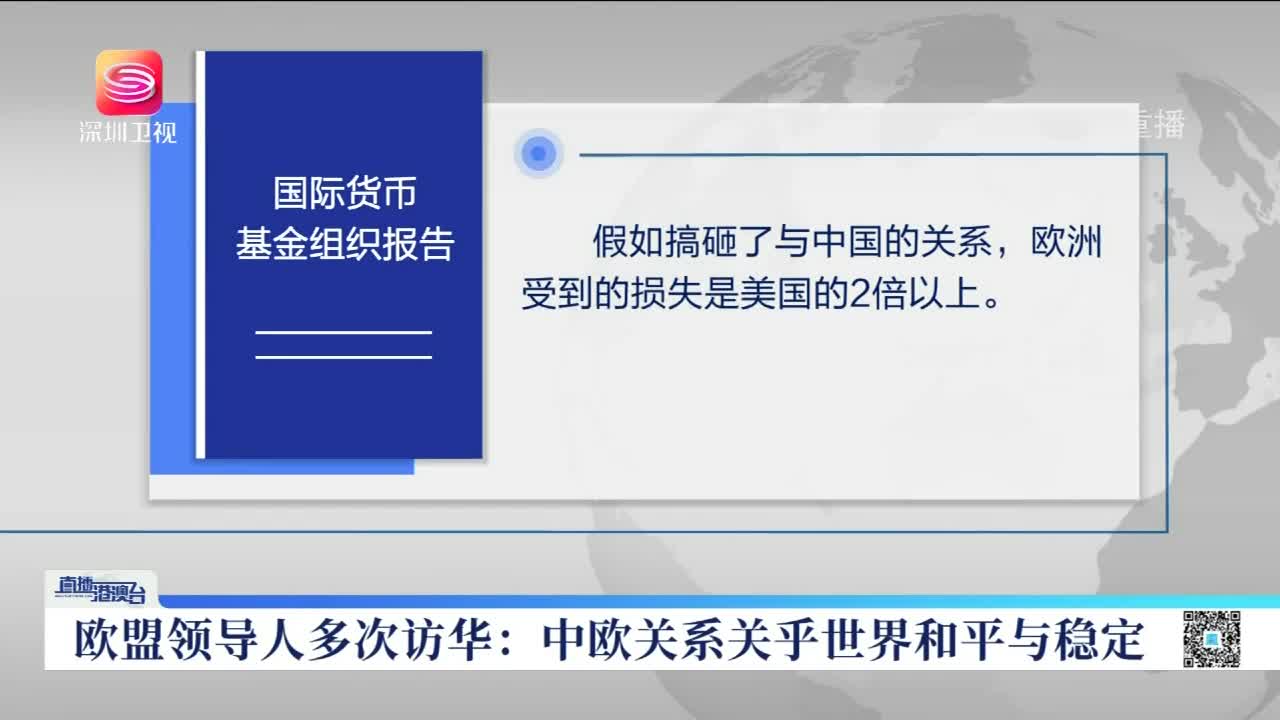 深圳卫视
重播
国际货币
基金组织报告
假如搞砸了与中国的关系，欧洲
受到的损失是美国的2倍以上。
直播港澳台
欧盟领导人多次访华：中欧关系关乎世界和平与稳定